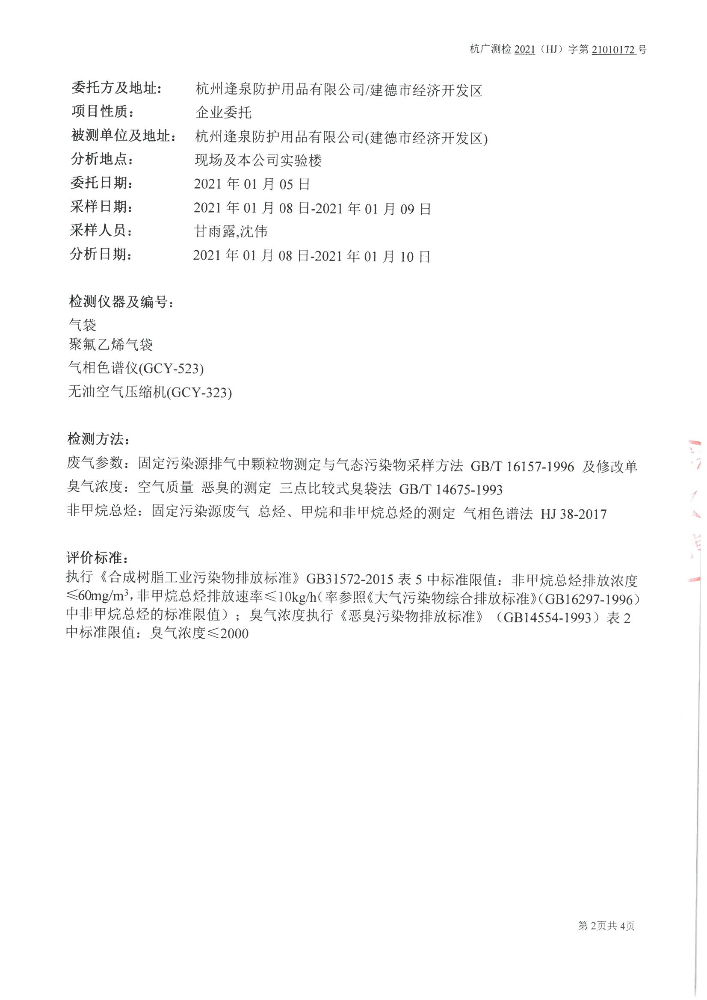 杭广测检 2021（HJ）字第 21010172 号
委托方及地址： 杭州逢泉防护用品有限公司/建德市经济开发区
项目性质： 企业委托
被测单位及地址： 杭州逢泉防护用品有限公司(建德市经济开发区)
分析地点： 现场及本公司实验楼
委托日期： 2021 年 01 月 05 日
采样日期： 2021 年 01 月 08 日-2021 年 01 月 09 日
采样人员： 甘雨露,沈伟
分析日期： 2021 年 01 月 08 日-2021 年 01 月 10 日
检测仪器及编号：
气袋
聚氟乙烯气袋
气相色谱仪(GCY-523)
无油空气压缩机(GCY-323)
检测方法：
废气参数：固定污染源排气中颗粒物测定与气态污染物采样方法 GB/T 16157-1996 及修改单
臭气浓度：空气质量 恶臭的测定 三点比较式臭袋法 GB/T 14675-1993
非甲烷总烃：固定污染源废气 总烃、甲烷和非甲烷总烃的测定 气相色谱法 HJ 38-2017
评价标准：
执行《合成树脂工业污染物排放标准》GB31572-2015 表 5 中标准限值：非甲烷总烃排放浓度
≤60mg/m³，非甲烷总烃排放速率≤10kg/h（率参照《大气污染物综合排放标准》（GB16297-1996）
中非甲烷总烃的标准限值）；臭气浓度执行《恶臭污染物排放标准》（GB14554-1993）表 2
中标准限值：臭气浓度≤2000
第 2页共 4页